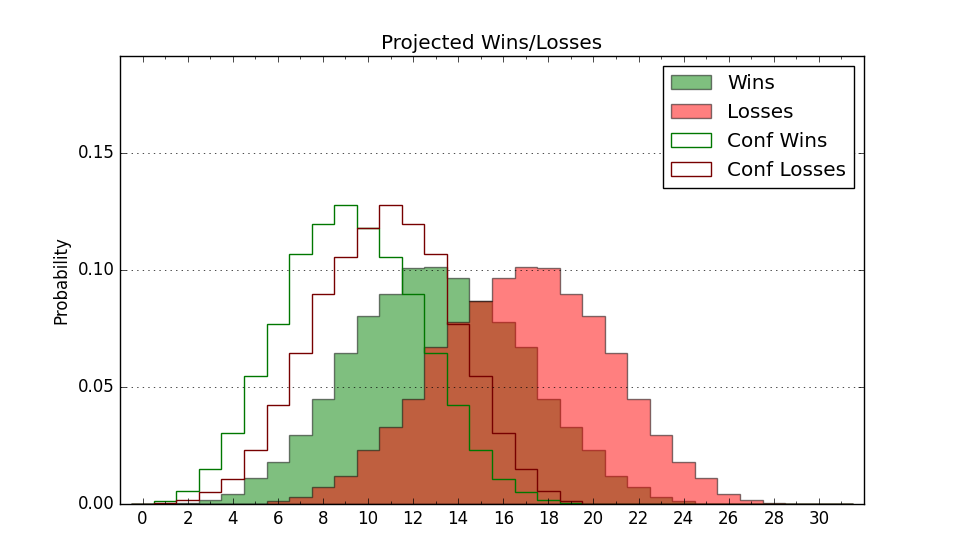 Projected Wins/Losses
Wins
Losses
Conf Wins
Conf Losses
Probability
0.15
0.10
0.05
0.00
0 2 4 6 8 10 12 14 16 18 20 22 24 26 28 30